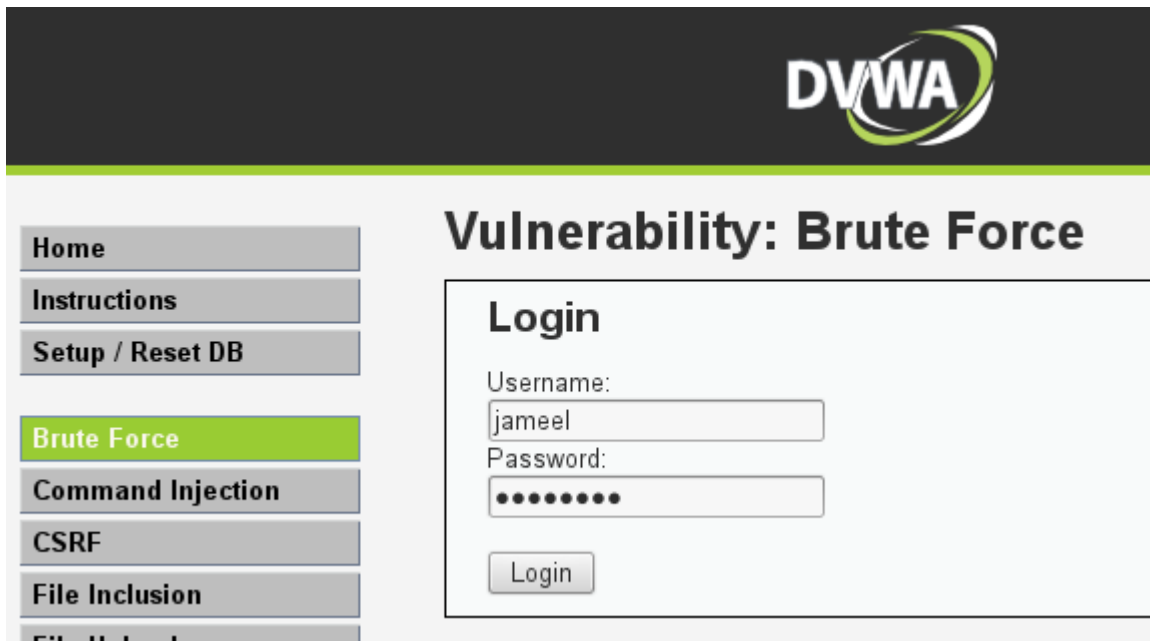 DVWA
Vulnerability: Brute Force
Home
Instructions
Setup / Reset DB
Brute Force
Command Injection
CSRF
File Inclusion
Login
Username:
jameel
Password:
••••••••
Login